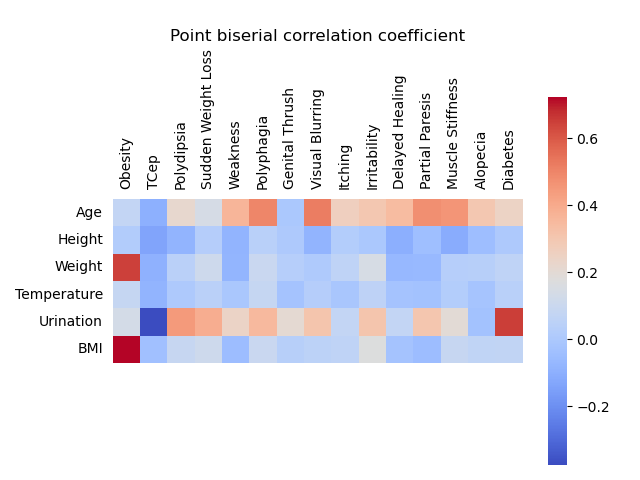 Point biserial correlation coefficient
Obesity
TCep
Polydipsia
Sudden Weight Loss
Weakness
Polyphagia
Genital Thrush
Visual Blurring
Itching
Irritability
Delayed Healing
Partial Paresis
Muscle Stiffness
Alopecia
Diabetes
Age
Height
Weight
Temperature
Urination
BMI
0.6
0.4
0.2
0.0
−0.2